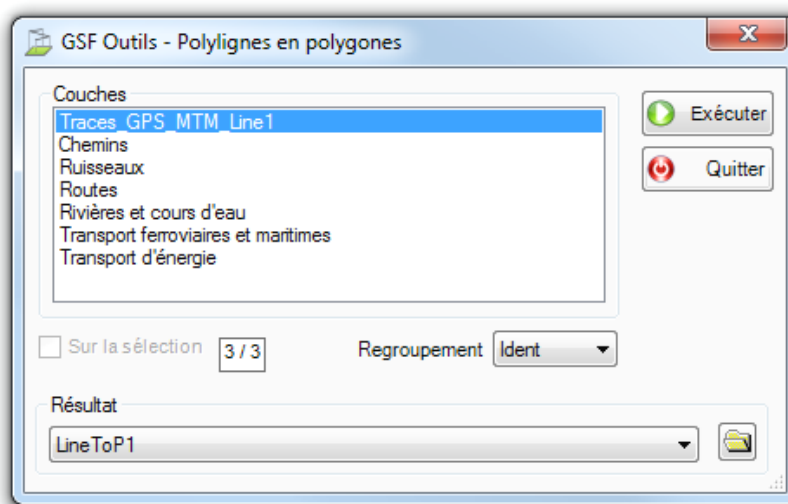 GSF Outils - Polylignes en polygones
Couches
Traces_GPS_MTM_Line1
Chemins
Ruisseaux
Routes
Rivières et cours d'eau
Transport ferroviaires et maritimes
Transport d'énergie
Exécuter
Quitter
Sur la sélection
3 / 3
Regroupement
Ident
Résultat
LineToP1